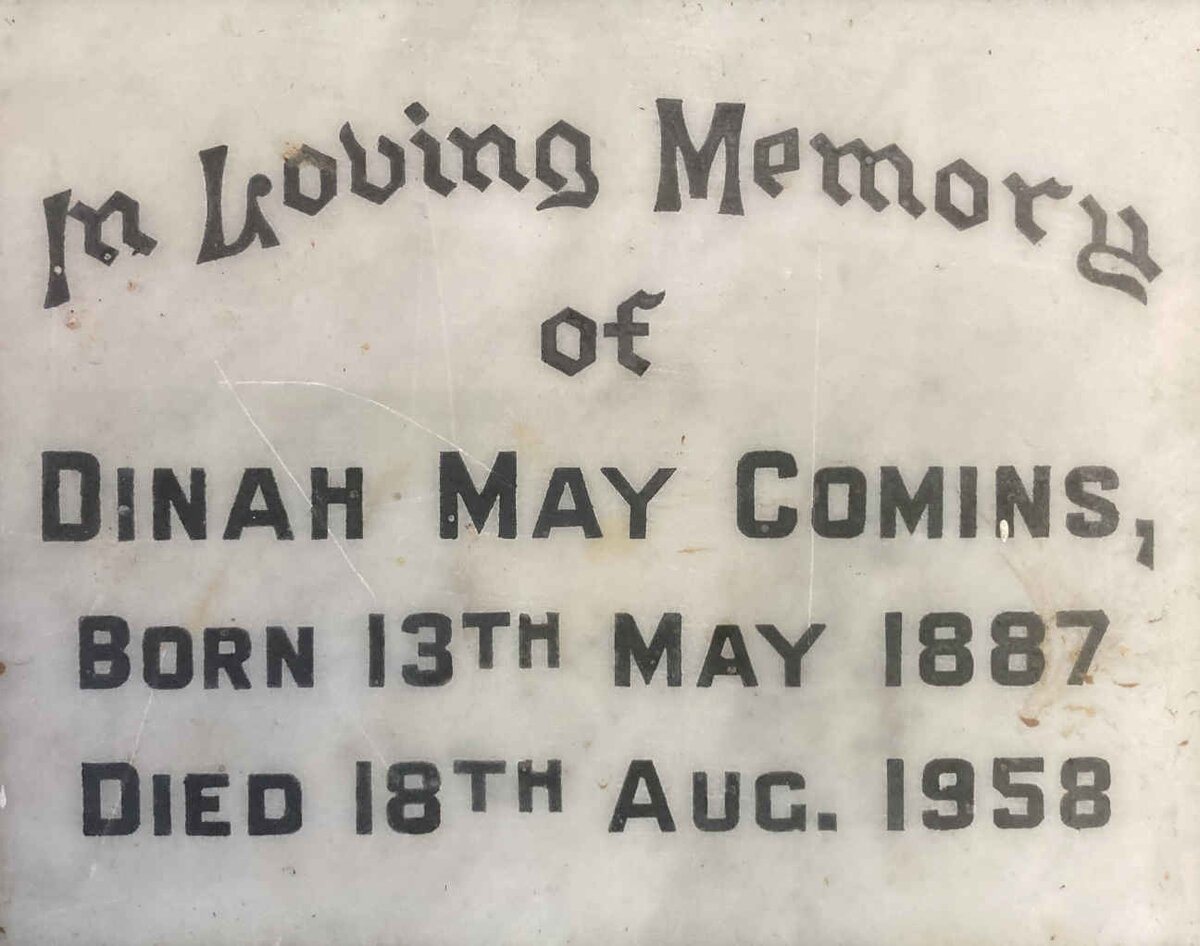 In Loving Memory
of
DINAH MAY COMINS,
BORN 13TH MAY 1887
DIED 18TH AUG. 1958